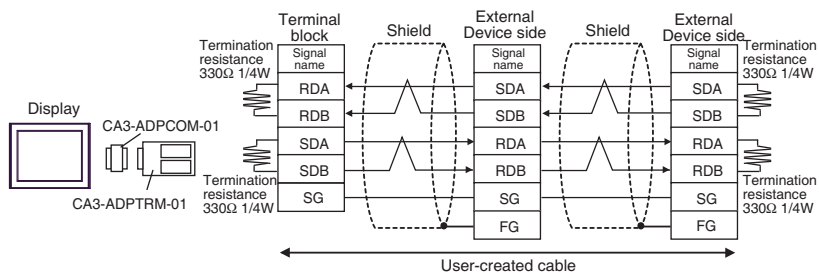 Terminal
block
Shield
External
Device side
Shield
External
Device side
Termination
resistance
330Ω 1/4W
Termination
resistance
330Ω 1/4W
Signal
name
Signal
name
Signal
name
RDA
SDA
SDA
RDB
SDB
SDB
SDA
RDA
RDA
SDB
RDB
RDB
SG
SG
SG
FG
FG
Display
CA3-ADPCOM-01
CA3-ADPTRM-01
Termination
resistance
330Ω 1/4W
Termination
resistance
330Ω 1/4W
User-created cable